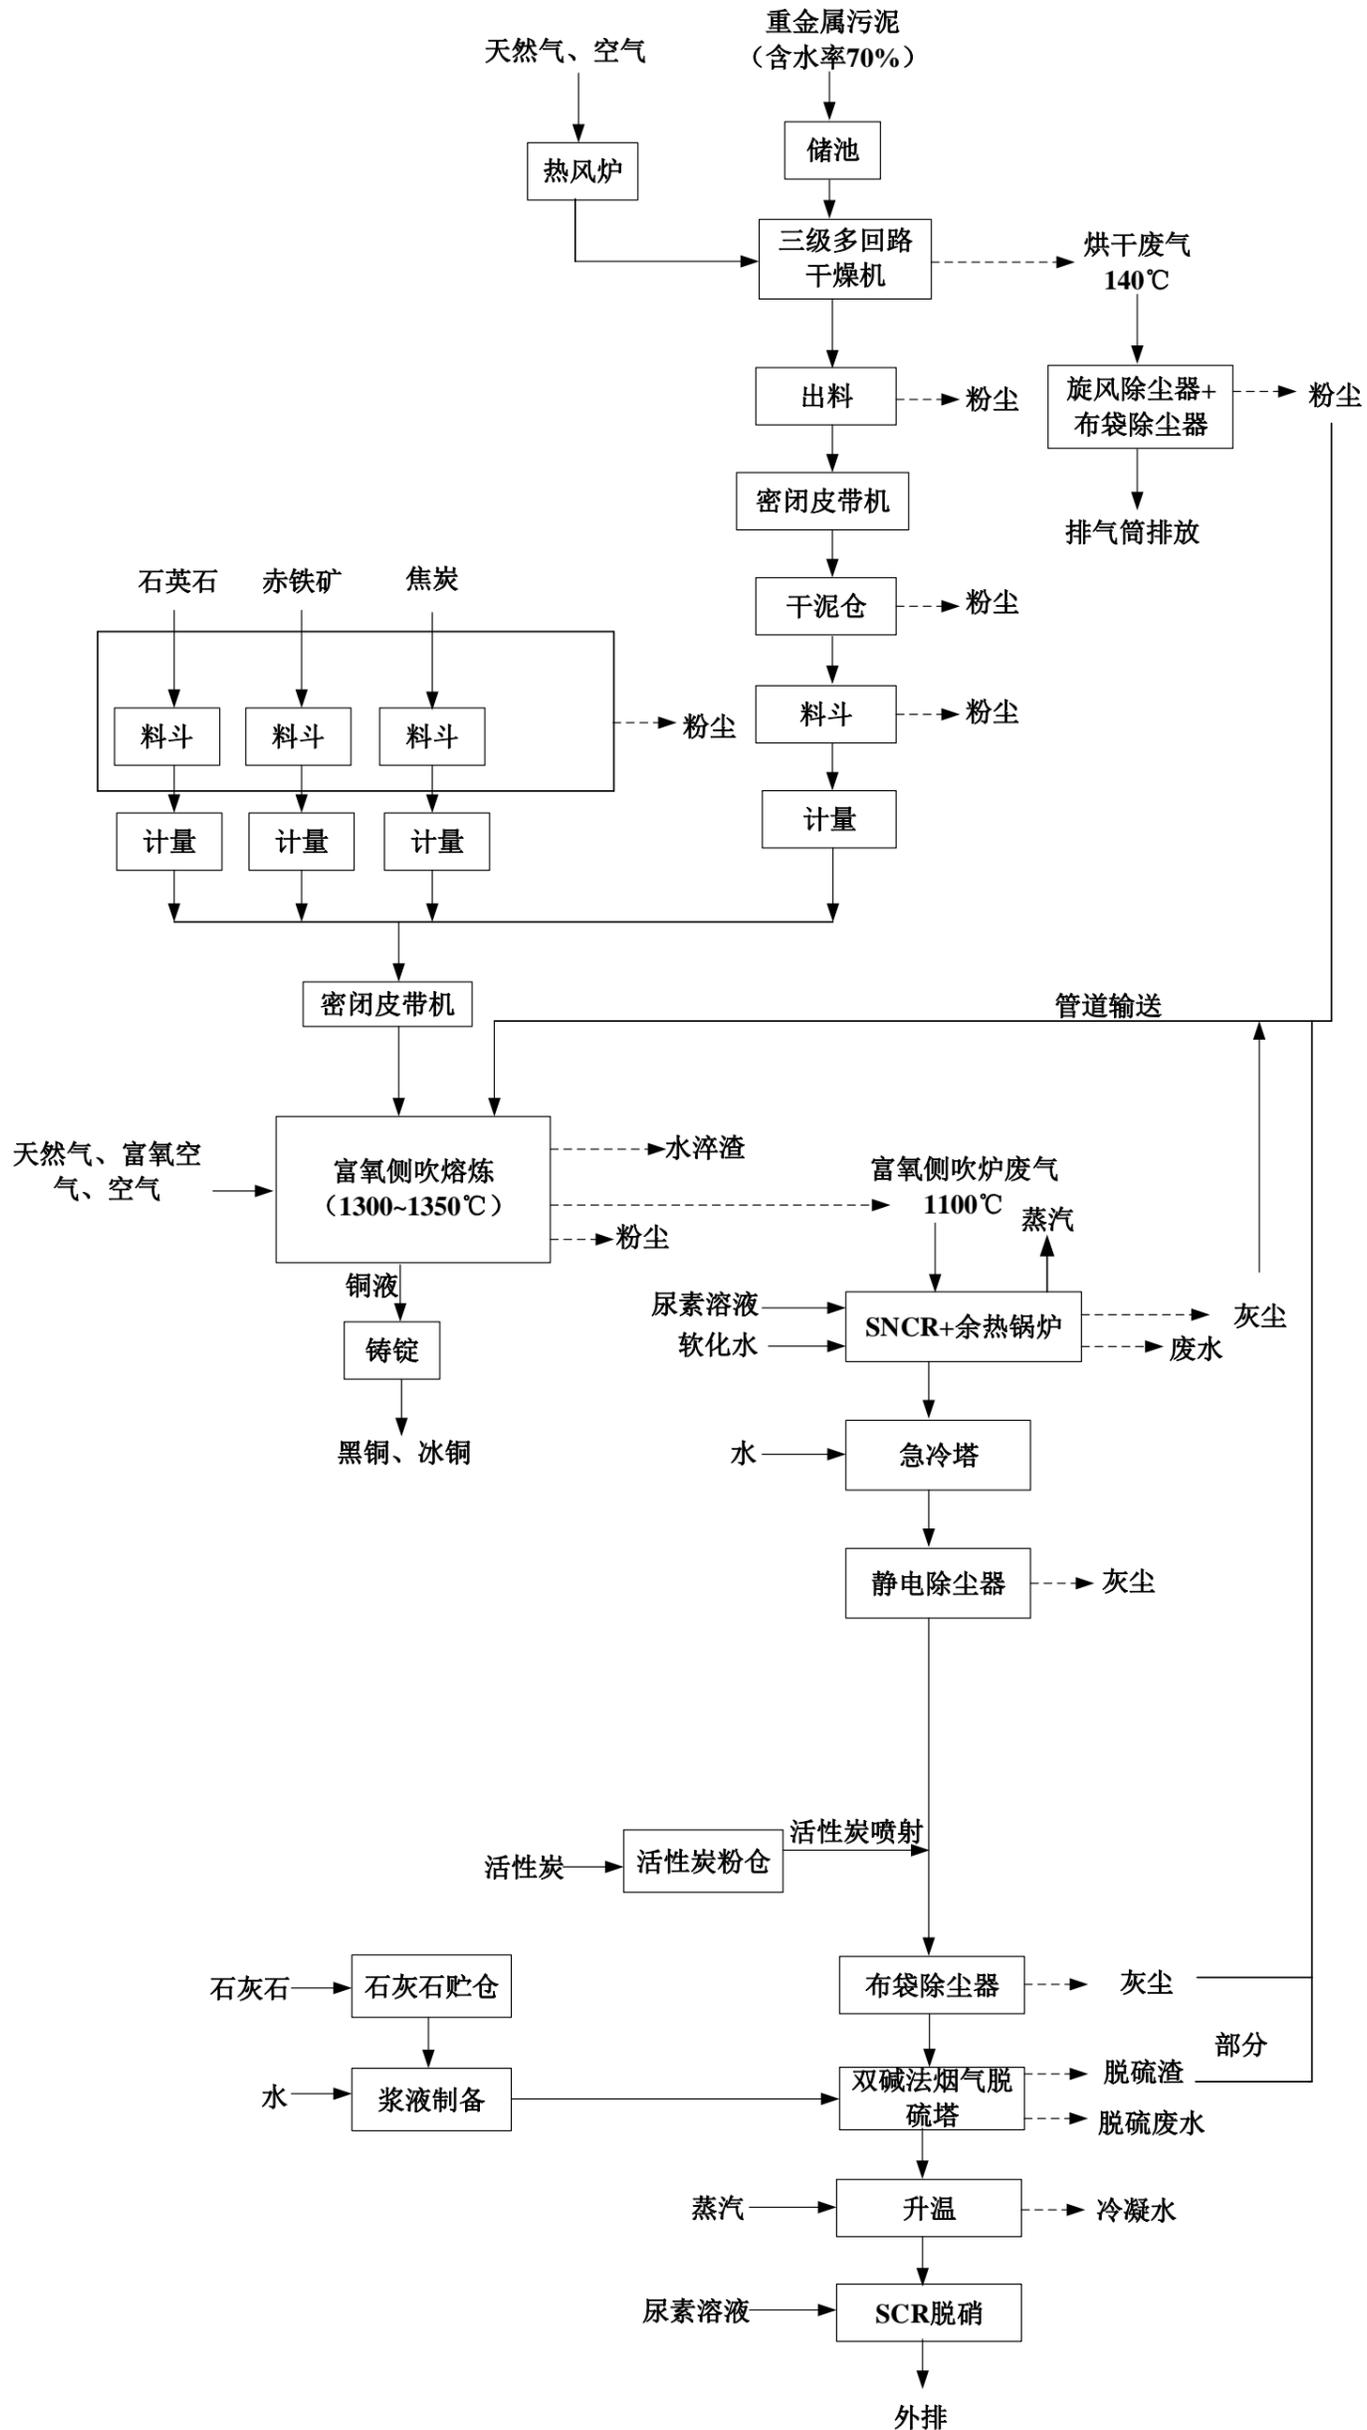 重金属污泥
（含水率70%）
天然气、空气
储池
热风炉
三级多回路
干燥机
烘干废气
140℃
出料
粉尘
旋风除尘器+
布袋除尘器
粉尘
密闭皮带机
排气筒排放
石英石
赤铁矿
焦炭
干泥仓
粉尘
料斗
料斗
料斗
粉尘
料斗
粉尘
计量
计量
计量
计量
密闭皮带机
管道输送
天然气、富氧空
气、空气
富氧侧吹熔炼
（1300~1350℃）
水淬渣
粉尘
富氧侧吹炉废气
1100℃
蒸汽
铜液
铸锭
黑铜、冰铜
尿素溶液
软化水
SNCR+余热锅炉
灰尘
废水
水
急冷塔
静电除尘器
灰尘
活性炭
活性炭粉仓
活性炭喷射
石灰石
石灰石贮仓
布袋除尘器
灰尘
部分
水
浆液制备
双碱法烟气脱
硫塔
脱硫渣
脱硫废水
蒸汽
升温
冷凝水
尿素溶液
SCR脱硝
外排